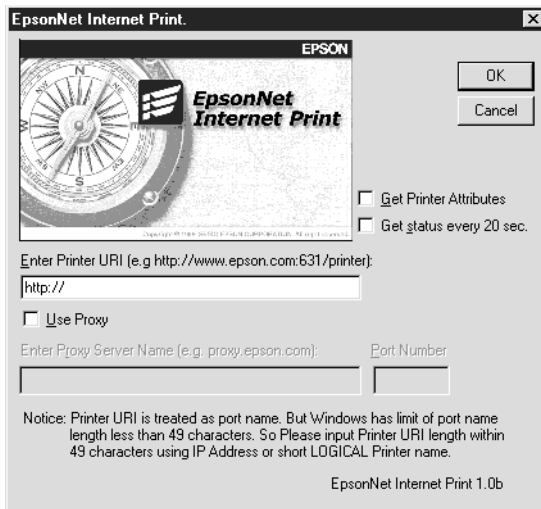 EpsonNet Internet Print.
EPSON
EpsonNet
Internet Print
OK
Cancel
Get Printer Attributes
Get status every 20 sec.
Enter Printer URI (e.g http://www.epson.com:631/printer):
http://
Use Proxy
Enter Proxy Server Name (e.g. proxy.epson.com):
Port Number
Notice: Printer URI is treated as port name. But Windows has limit of port name
length less than 49 characters. So Please input Printer URI length within
49 characters using IP Address or short LOGICAL Printer name.
EpsonNet Internet Print 1.0b